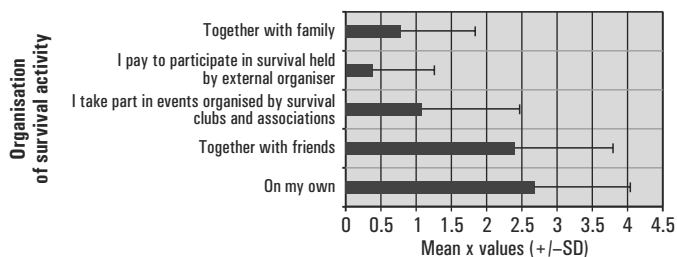 Organisation
of survival activity
Together with family
I pay to participate in survival held
by external organiser
I take part in events organised by survival
clubs and associations
Together with friends
On my own
0 0.5 1 1.5 2 2.5 3 3.5 4 4.5
Mean x values (+/–SD)